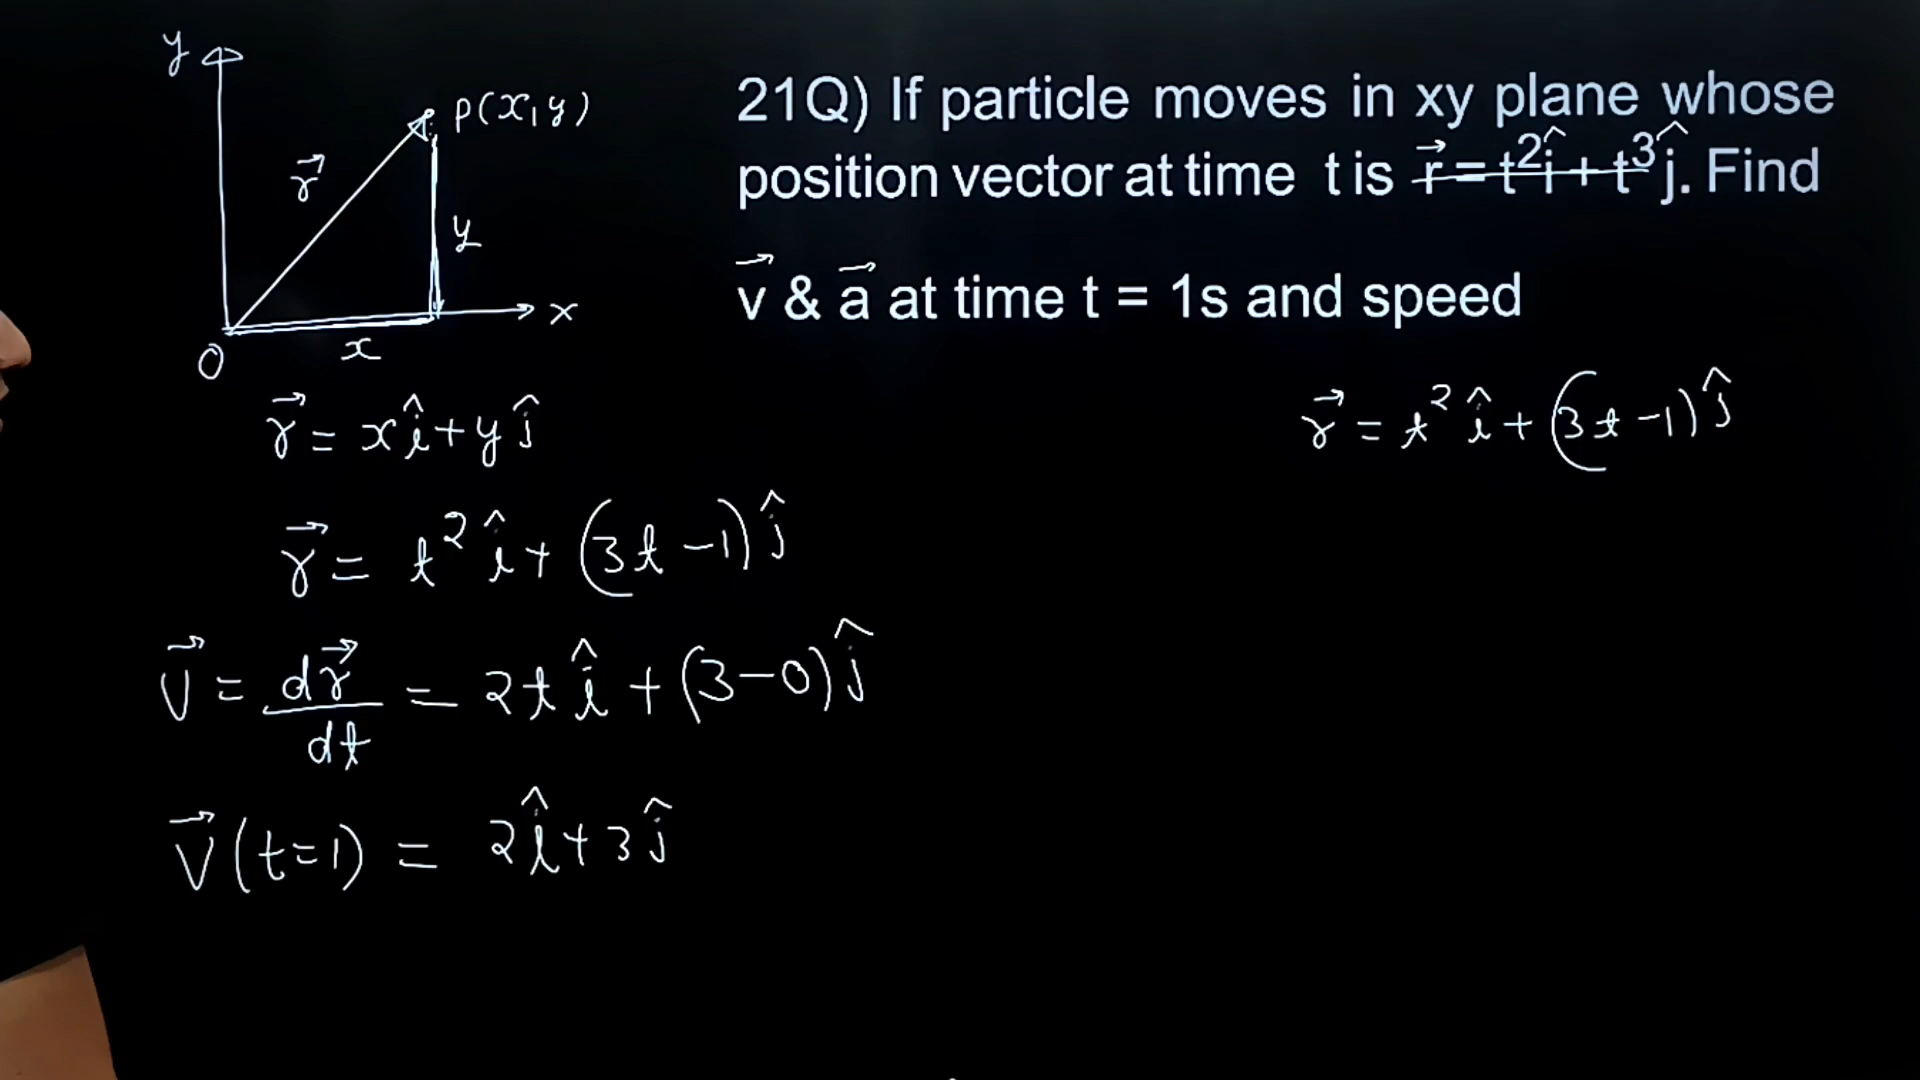 21Q) If particle moves in xy plane whose
position vector at time t is r⃗ = t²î + t³ĵ. Find
v⃗ & a⃗ at time t = 1s and speed
y
P(x,y)
r⃗
y
x
O
x
r⃗ = xî + yĵ
r⃗ = t² î + (3t - 1) ĵ
r⃗ = t² î + (3t - 1) ĵ
v⃗ = dr⃗/dt = 2t î + (3 - 0) ĵ
v⃗ (t=1) = 2î + 3ĵ